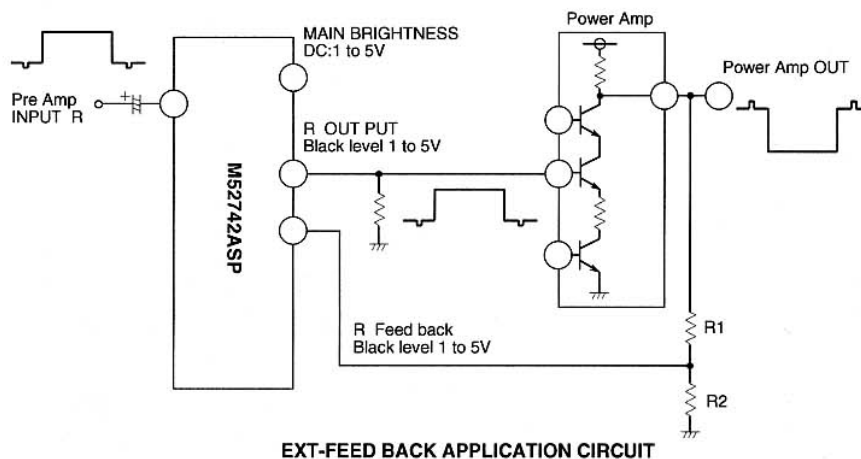 Power Amp
MAIN BRIGHTNESS
DC:1 to 5V
Power Amp OUT
Pre Amp
INPUT R
R OUT PUT
Black level 1 to 5V
M52742ASP
R Feed back
Black level 1 to 5V
R1
R2
EXT-FEED BACK APPLICATION CIRCUIT